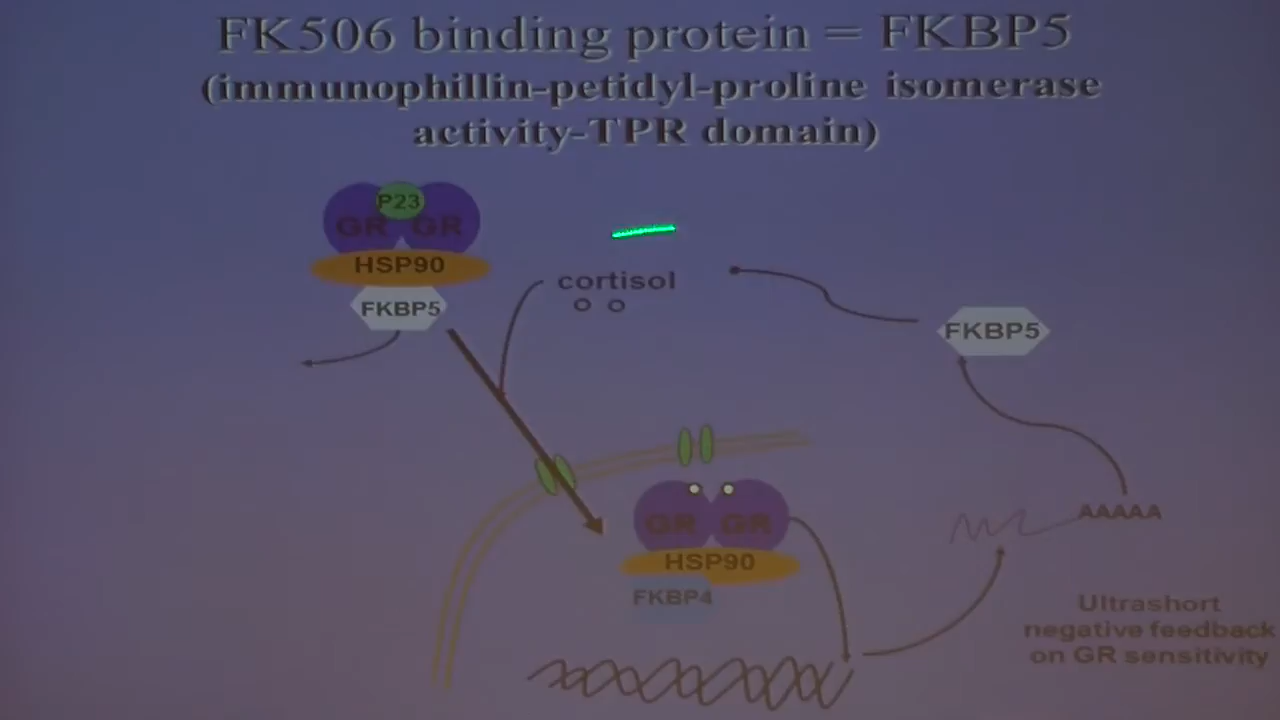 FK506 binding protein = FKBP5
(immunophillin-petidyl-proline isomerase
activity-TPR domain)
P23
GR GR
HSP90
FKBP5
cortisol
FKBP5
GR GR
HSP90
FKBP4
AAAAA
Ultrashort
negative feedback
on GR sensitivity